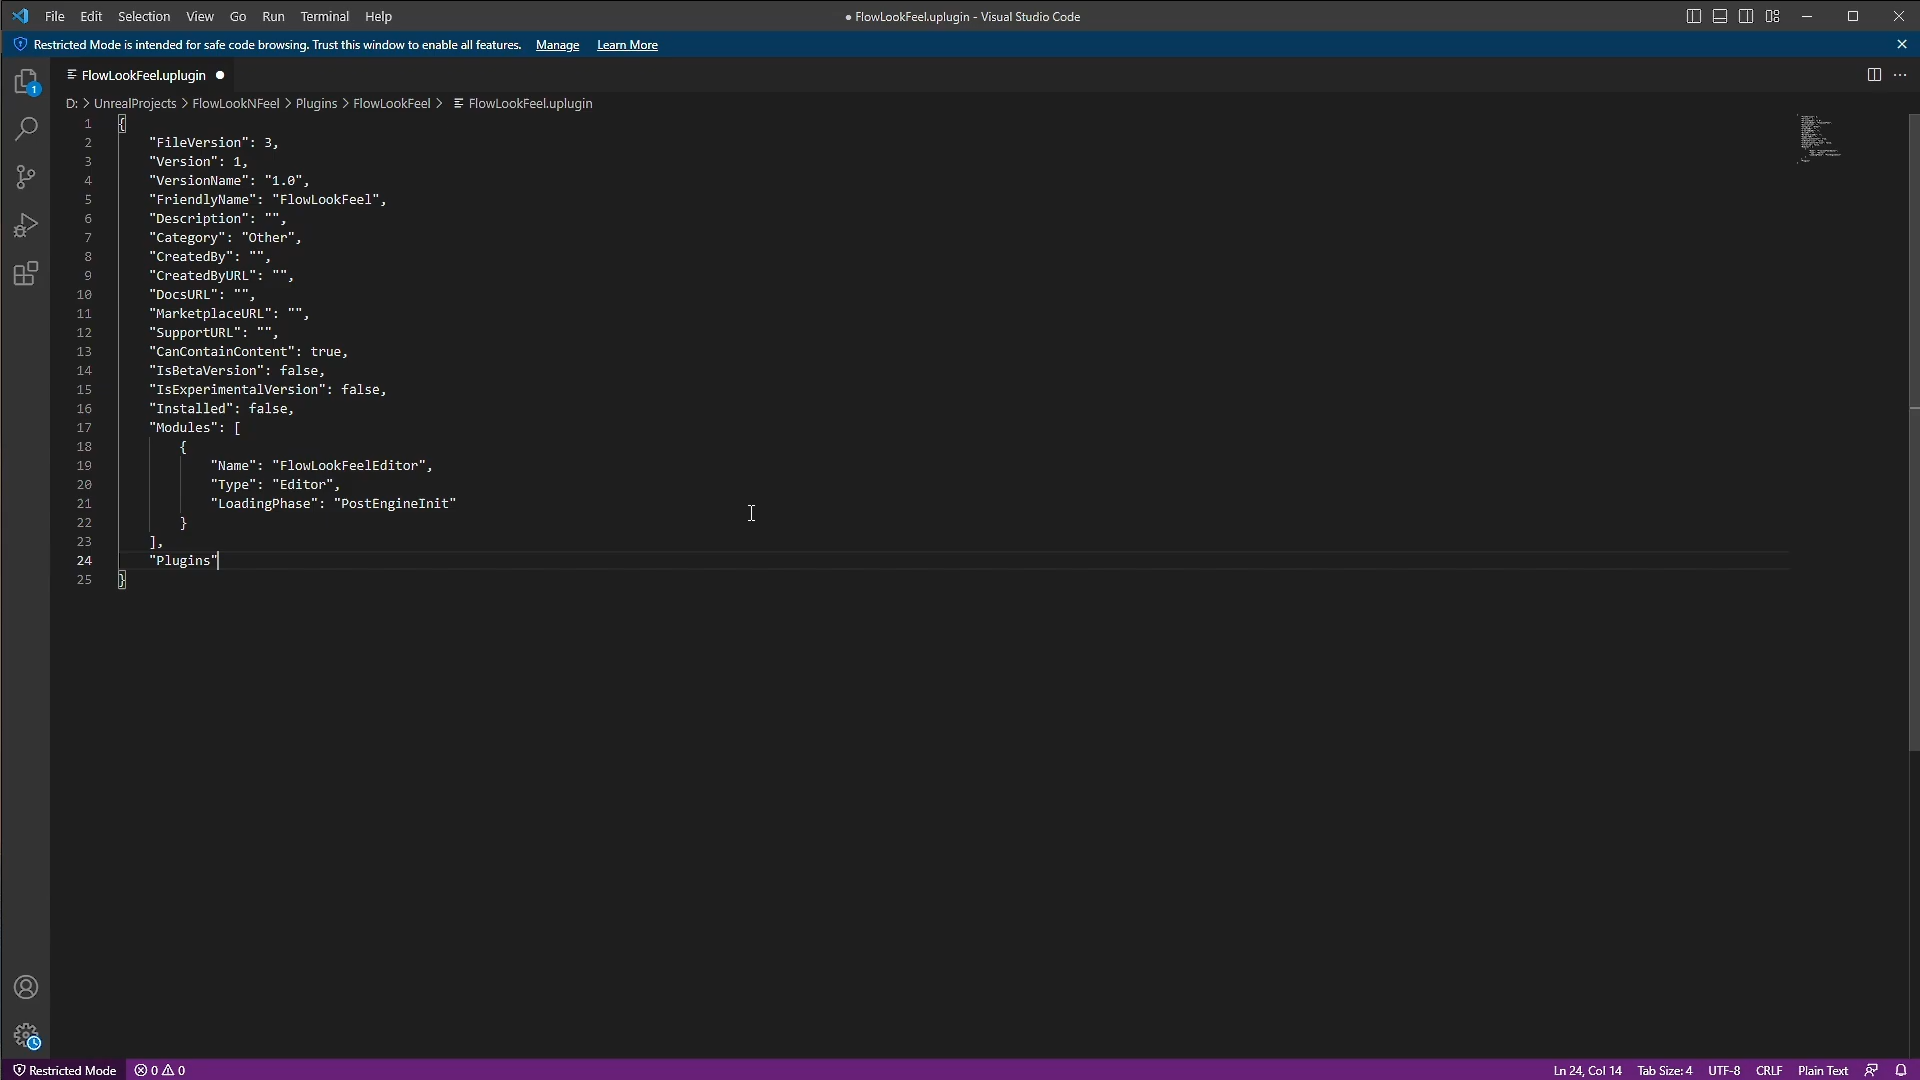 File Edit Selection View Go Run Terminal Help
● FlowLookFeel.uplugin - Visual Studio Code
Restricted Mode is intended for safe code browsing. Trust this window to enable all features. Manage Learn More
FlowLookFeel.uplugin ●
D: > UnrealProjects > FlowLookNFeel > Plugins > FlowLookFeel > FlowLookFeel.uplugin
1
1 {
2 "FileVersion": 3,
3 "Version": 1,
4 "VersionName": "1.0",
5 "FriendlyName": "FlowLookFeel",
6 "Description": "",
7 "Category": "Other",
8 "CreatedBy": "",
9 "CreatedByURL": "",
10 "DocsURL": "",
11 "MarketplaceURL": "",
12 "SupportURL": "",
13 "CanContainContent": true,
14 "IsBetaVersion": false,
15 "IsExperimentalVersion": false,
16 "Installed": false,
17 "Modules": [
18 {
19 "Name": "FlowLookFeelEditor",
20 "Type": "Editor",
21 "LoadingPhase": "PostEngineInit"
22 }
23 ],
24 "Plugins"
25 }
Restricted Mode 0 0 Ln 24, Col 14 Tab Size: 4 UTF-8 CRLF Plain Text